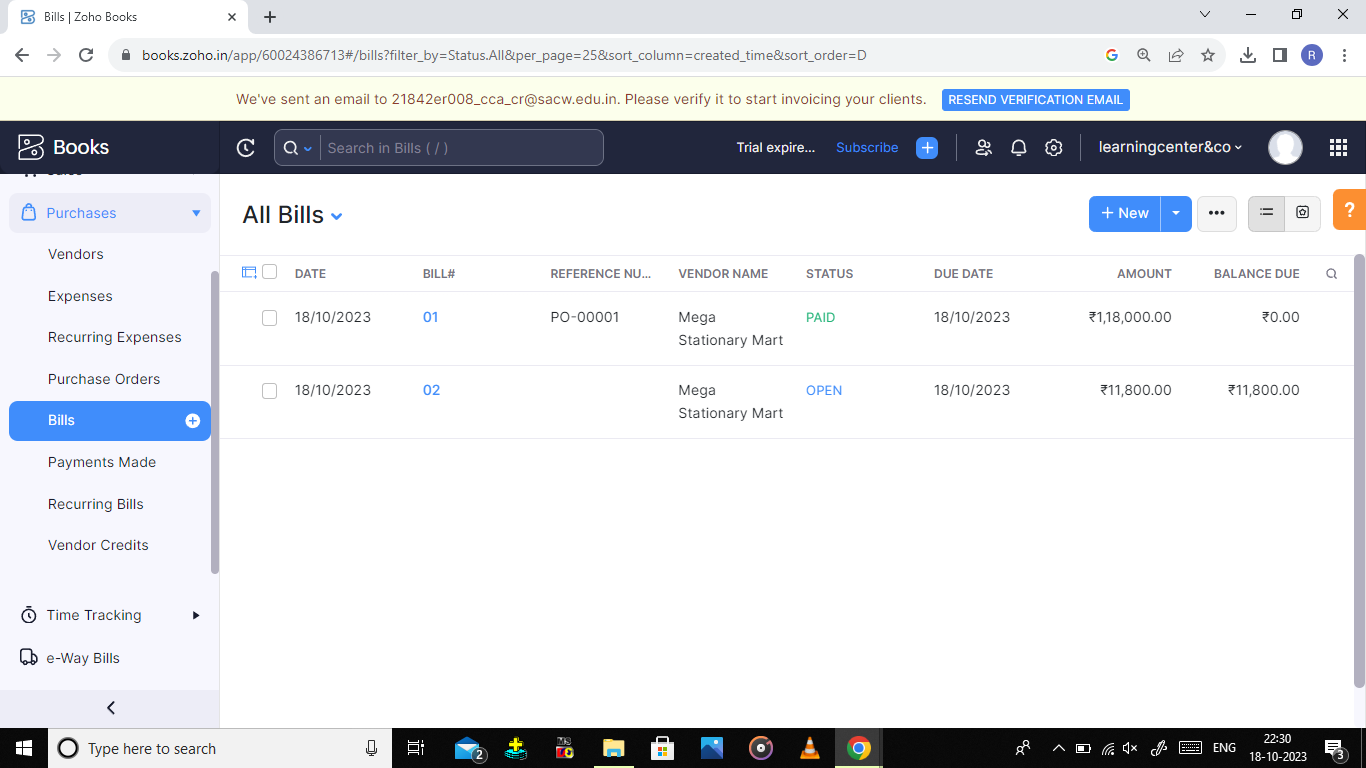 Bills | Zoho Books
books.zoho.in/app/60024386713#/bills?filter_by=Status.All&per_page=25&sort_column=created_time&sort_order=D
R
We've sent an email to 21842er008_cca_cr@sacw.edu.in. Please verify it to start invoicing your clients. RESEND VERIFICATION EMAIL
Books
Search in Bills ( / )
Trial expire... Subscribe
learningcenter&co
Purchases
Vendors
Expenses
Recurring Expenses
Purchase Orders
Bills
Payments Made
Recurring Bills
Vendor Credits
Time Tracking
e-Way Bills
All Bills
+ New
?
DATE BILL# REFERENCE NU... VENDOR NAME STATUS DUE DATE AMOUNT BALANCE DUE
18/10/2023 01 PO-00001 Mega PAID 18/10/2023 ₹1,18,000.00 ₹0.00
Stationary Mart
18/10/2023 02 Mega OPEN 18/10/2023 ₹11,800.00 ₹11,800.00
Stationary Mart
Type here to search
2
ENG
22:30
18-10-2023
3